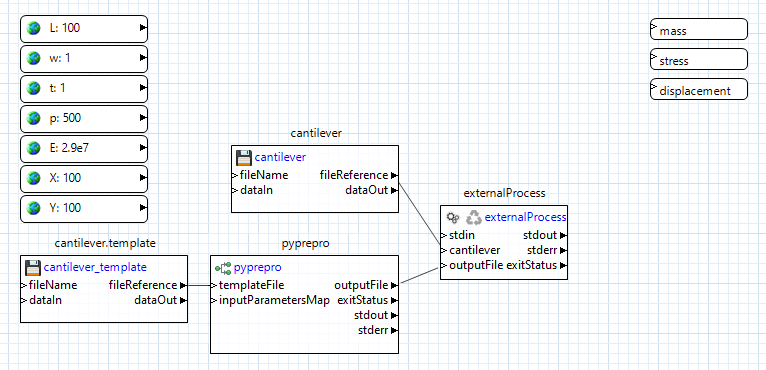 L: 100
w: 1
t: 1
p: 500
E: 2.9e7
X: 100
Y: 100
mass
stress
displacement
cantilever
cantilever
fileName fileReference
dataIn dataOut
externalProcess
externalProcess
stdin stdout
cantilever stderr
outputFile exitStatus
cantilever.template
cantilever_template
fileName fileReference
dataIn dataOut
pyprepro
pyprepro
templateFile outputFile
inputParametersMap exitStatus
stdout
stderr